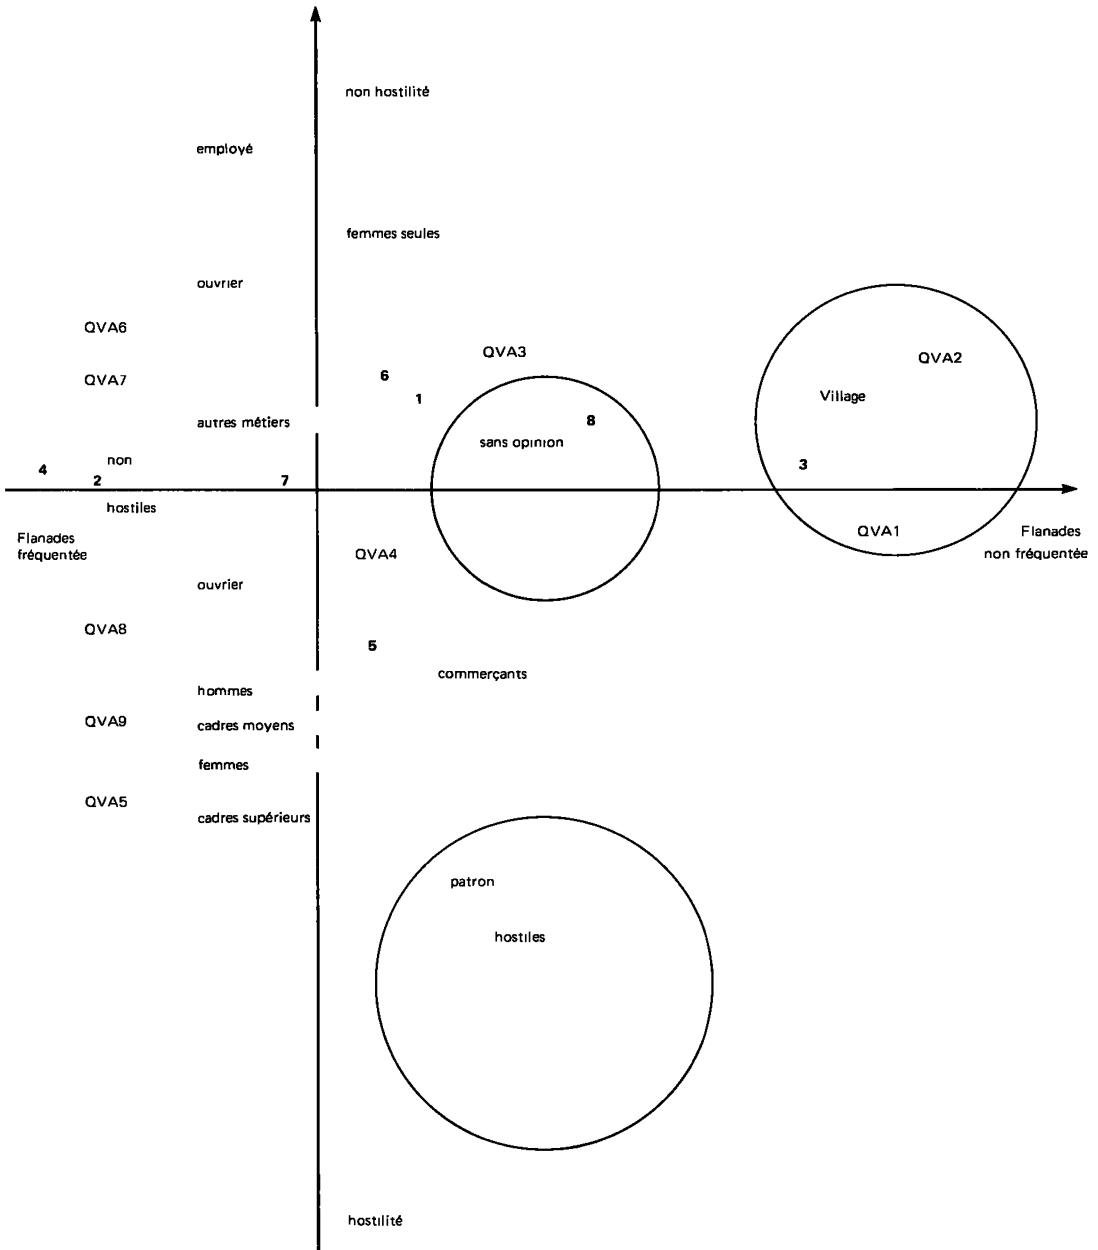 non hostilité
employé
femmes seules
ouvrier
QVA6
QVA3
QVA2
QVA7
6
1
Village
autres métiers
8
sans opinion
non
4
2
7
3
hostiles
Flanades
fréquentée
QVA1
Flanades
non fréquentée
QVA4
ouvrier
QVA8
5
commerçants
hommes
QVA9
cadres moyens
femmes
QVA5
cadres supérieurs
patron
hostiles
hostilité